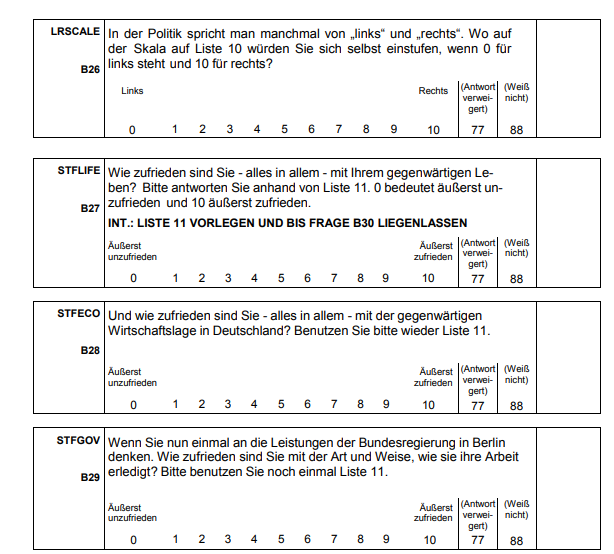 LRSCALE
B26
In der Politik spricht man manchmal von „links“ und „rechts“. Wo auf
der Skala auf Liste 10 würden Sie sich selbst einstufen, wenn 0 für
links steht und 10 für rechts?
Links Rechts (Antwort verwei- gert) (Weiß nicht)
0 1 2 3 4 5 6 7 8 9 10 77 88
STFLIFE
B27
Wie zufrieden sind Sie - alles in allem - mit Ihrem gegenwärtigen Le-
ben? Bitte antworten Sie anhand von Liste 11. 0 bedeutet äußerst un-
zufrieden und 10 äußerst zufrieden.
INT.: LISTE 11 VORLEGEN UND BIS FRAGE B30 LIEGENLASSEN
Äußerst unzufrieden Äußerst zufrieden (Antwort verwei- gert) (Weiß nicht)
0 1 2 3 4 5 6 7 8 9 10 77 88
STFECO
B28
Und wie zufrieden sind Sie - alles in allem - mit der gegenwärtigen
Wirtschaftslage in Deutschland? Benutzen Sie bitte wieder Liste 11.
Äußerst unzufrieden Äußerst zufrieden (Antwort verwei- gert) (Weiß nicht)
0 1 2 3 4 5 6 7 8 9 10 77 88
STFGOV
B29
Wenn Sie nun einmal an die Leistungen der Bundesregierung in Berlin
denken. Wie zufrieden sind Sie mit der Art und Weise, wie sie ihre Arbeit
erledigt? Bitte benutzen Sie noch einmal Liste 11.
Äußerst unzufrieden Äußerst zufrieden (Antwort verwei- gert) (Weiß nicht)
0 1 2 3 4 5 6 7 8 9 10 77 88